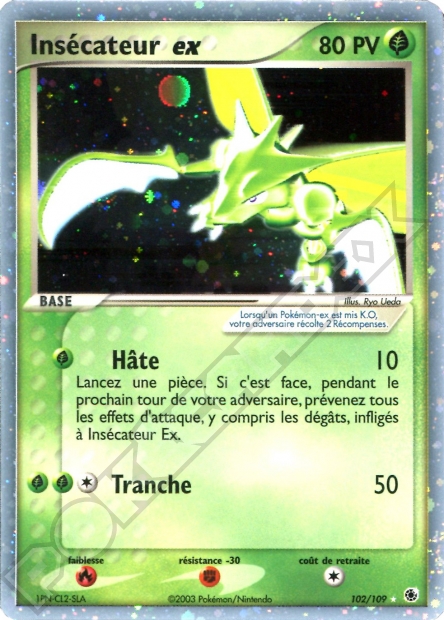 Insécateur ex 80 PV
BASE
Illus. Ryo Ueda
Lorsqu'un Pokémon-ex est mis K.O,
votre adversaire récolte 2 Récompenses.
Hâte 10
Lancez une pièce. Si c'est face, pendant le
prochain tour de votre adversaire, prévenez tous
les effets d'attaque, y compris les dégâts, infligés
à Insécateur Ex.
Tranche 50
faiblesse résistance -30 coût de retraite
1PN-CL2-SLA ©2003 Pokémon/Nintendo 102/109